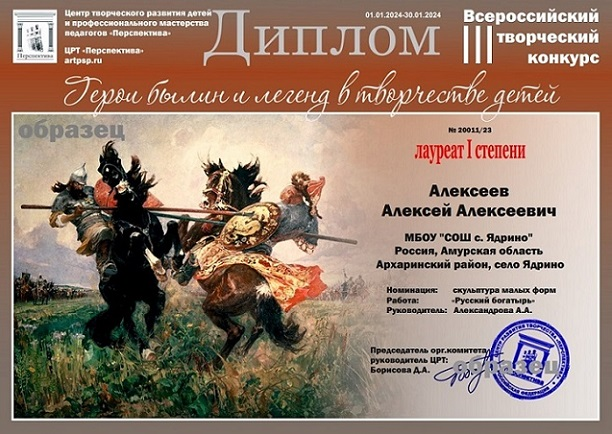 Центр творческого развития детей
и профессионального мастерства
педагогов «Перспектива»
ЦРТ «Перспектива»
artpsp.ru
Перспектива
01.01.2024-30.01.2024
Диплом
III
Всероссийский
творческий
конкурс
Герои былин и легенд в творчестве детей
образец
№ 20011/23
лауреат I степени
Алексеев
Алексей Алексеевич
МБОУ "СОШ с. Ядрино"
Россия, Амурская область
Архаринский район, село Ядрино
Номинация: скульптура малых форм
Работа: «Русский богатырь»
Руководитель: Александрова А.А.
Председатель орг.комитета
руководитель ЦРТ:
Борисова Д.А.
образец